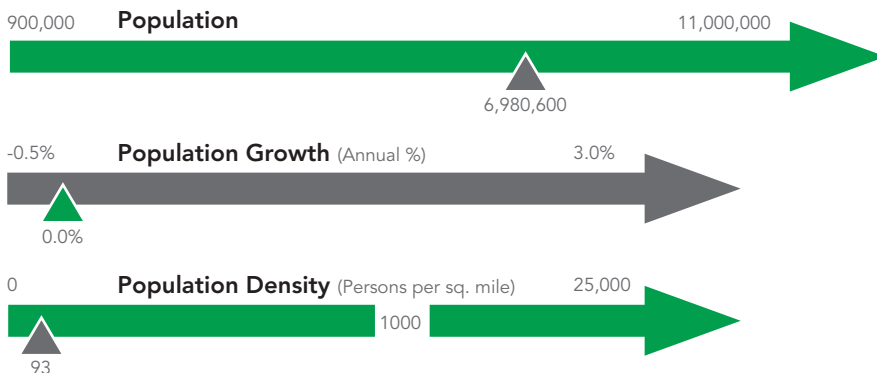 900,000 Population 11,000,000
6,980,600
-0.5% Population Growth (Annual %) 3.0%
0.0%
0 Population Density (Persons per sq. mile) 25,000
1000
93